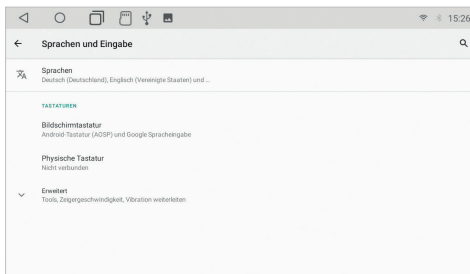 15:26
Sprachen und Eingabe
Sprachen
Deutsch (Deutschland), Englisch (Vereinigte Staaten) und ...
TASTATUREN
Bildschirmtastatur
Android-Tastatur (AOSP) und Google Spracheingabe
Physische Tastatur
Nicht verbunden
Erweitert
Tools, Zeigergeschwindigkeit, Vibration weiterleiten